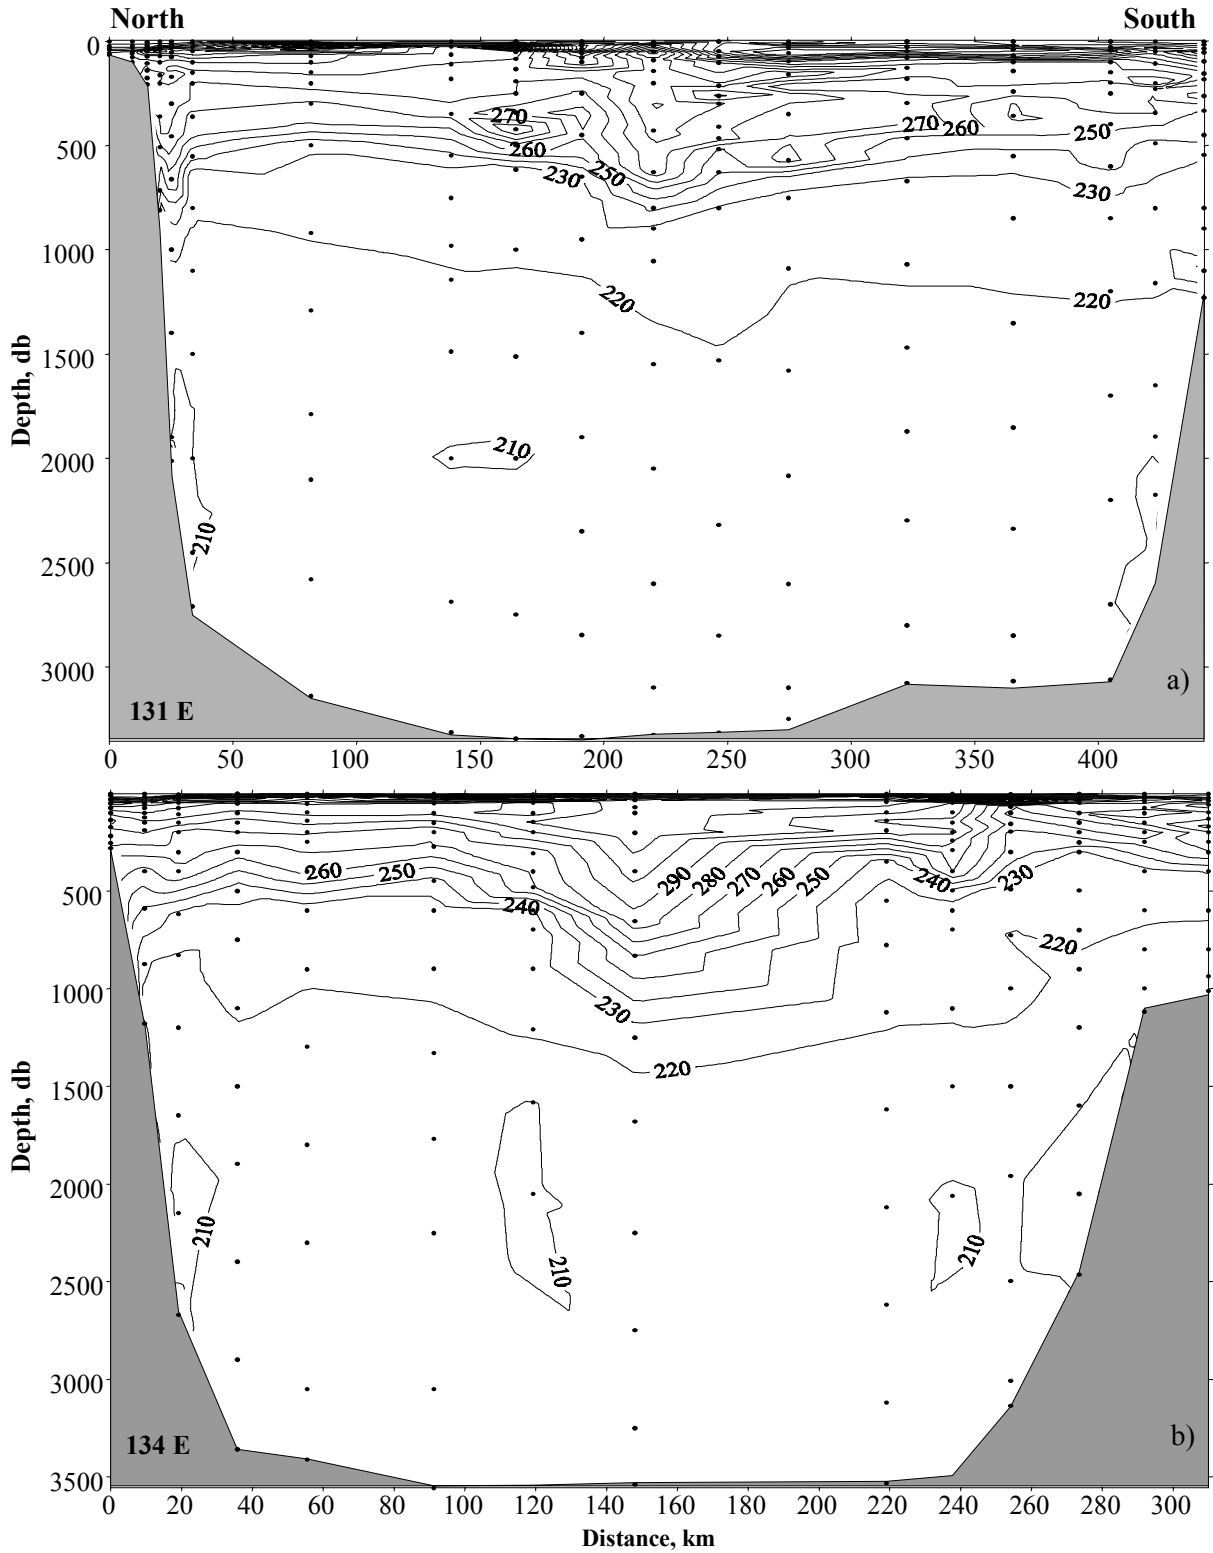 North South
0
270
270 260 250
260
500
250
230
230
1000
220
220
1500
Depth, db
210
2000
210
2500
3000
a)
131 E
0 50 100 150 200 250 300 350 400
0
260 250
290 280 270 260 250 240 230
500
240
220
1000
230
220
1500
Depth, db
2000
210
210
210
2500
3000
134 E
b)
3500
0 20 40 60 80 100 120 140 160 180 200 220 240 260 280 300
Distance, km